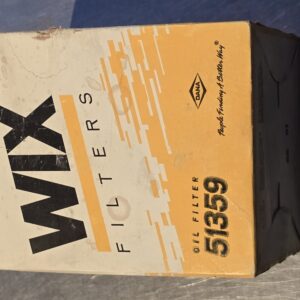 WIX
FILTERS
DANA
People Finding A Better Way®
OIL FILTER
51359